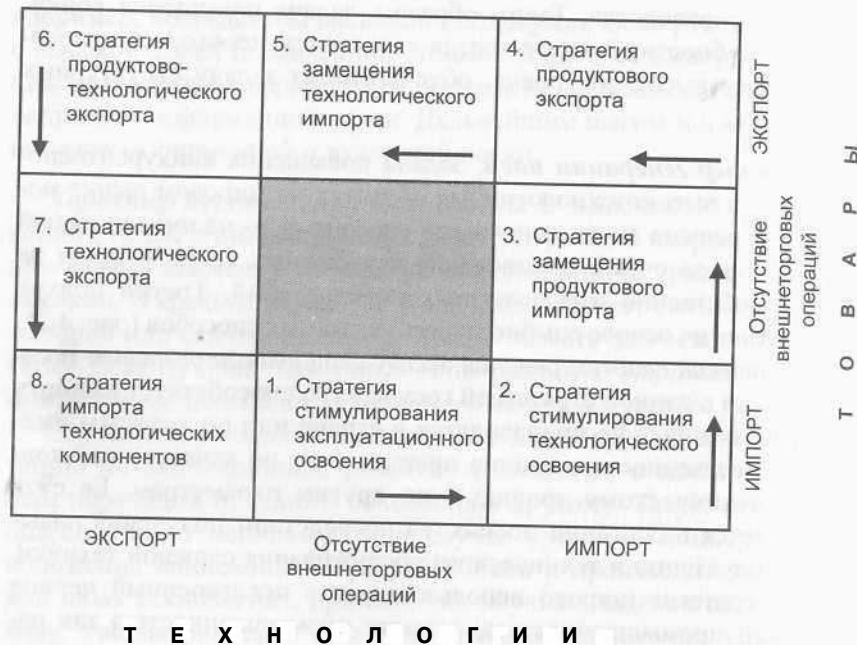 6. Стратегия
продуктово-
технологического
экспорта
5. Стратегия
замещения
технологического
импорта
4. Стратегия
продуктового
экспорта
ЭКСПОРТ
7. Стратегия
технологического
экспорта
3. Стратегия
замещения
продуктового
импорта
Отсутствие
внешнеторговых
операций
8. Стратегия
импорта
технологических
компонентов
1. Стратегия
стимулирования
эксплуатационного
освоения
2. Стратегия
стимулирования
технологического
освоения
ИМПОРТ
ТОВАРЫ
ЭКСПОРТ
Отсутствие
внешнеторговых
операций
ИМПОРТ
ТЕХНОЛОГИИ